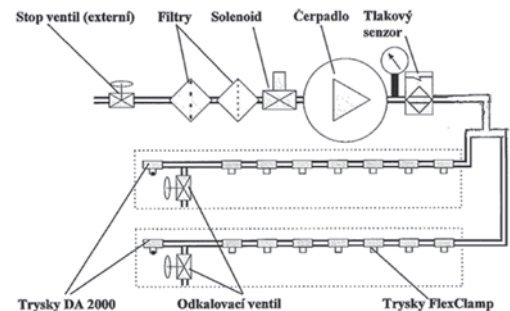 Stop ventil (externí)
Filtry
Solenoid
Čerpadlo
Tlakový
senzor
Trysky DA 2000
Odkalovací ventil
Trysky FlexClamp